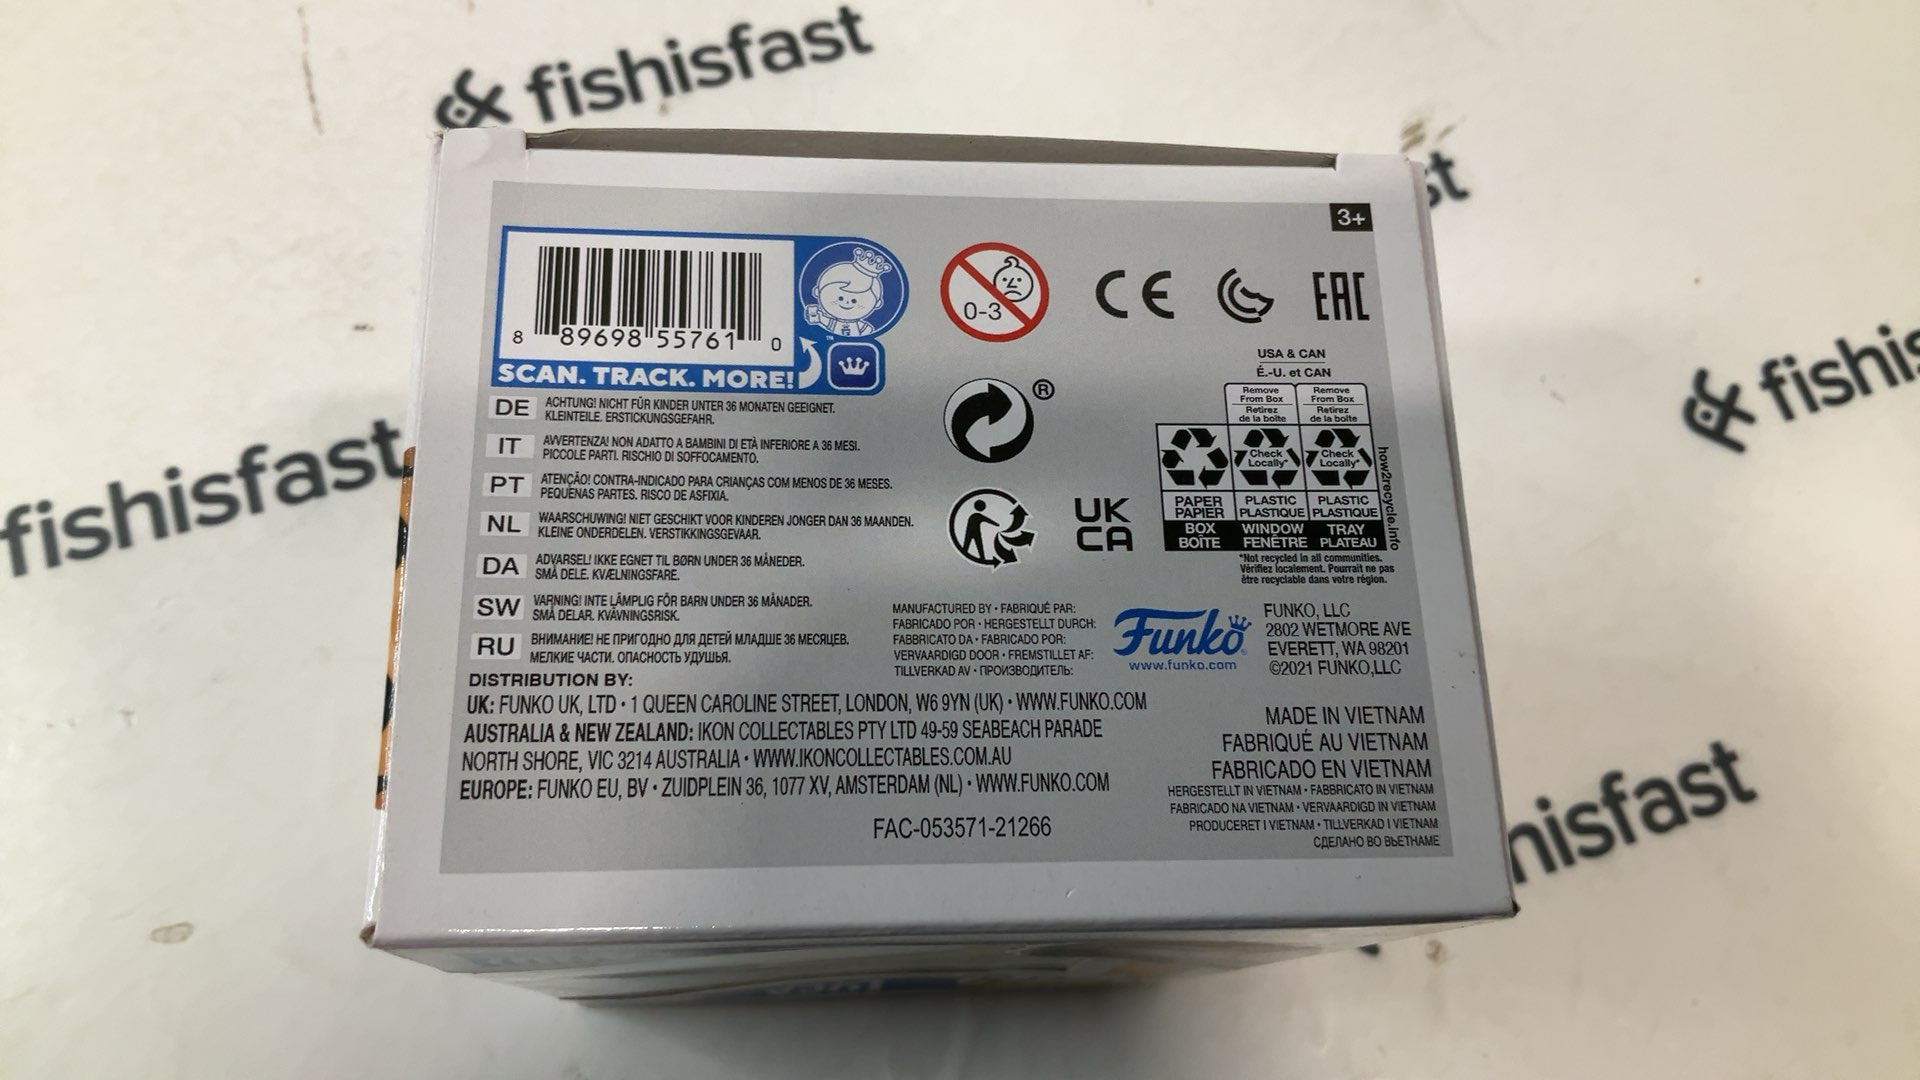 fishisfast
3+
8 89698 55761 0
SCAN. TRACK. MORE!
™
0-3
CE
EAC
USA & CAN
É.-U. et CAN
Remove From Box
Retirez de la boîte
Remove From Box
Retirez de la boîte
®
Check Locally*
Check Locally*
PAPER PAPIER
PLASTIC PLASTIQUE
PLASTIC PLASTIQUE
BOX BOÎTE
WINDOW FENÊTRE
TRAY PLATEAU
how2recycle.info
*Not recycled in all communities.
Vérifiez localement. Pourrait ne pas
être recyclable dans votre région.
UK
CA
DE ACHTUNG! NICHT FÜR KINDER UNTER 36 MONATEN GEEIGNET.
KLEINTEILE. ERSTICKUNGSGEFAHR.
IT AVVERTENZA! NON ADATTO A BAMBINI DI ETÀ INFERIORE A 36 MESI.
PICCOLE PARTI. RISCHIO DI SOFFOCAMENTO.
PT ATENÇÃO! CONTRA-INDICADO PARA CRIANÇAS COM MENOS DE 36 MESES.
PEQUENAS PARTES. RISCO DE ASFIXIA.
NL WAARSCHUWING! NIET GESCHIKT VOOR KINDEREN JONGER DAN 36 MAANDEN.
KLEINE ONDERDELEN. VERSTIKKINGSGEVAAR.
DA ADVARSEL! IKKE EGNET TIL BØRN UNDER 36 MÅNEDER.
SMÅ DELE. KVÆLNINGSFARE.
SW VARNING! INTE LÄMPLIG FÖR BARN UNDER 36 MÅNADER.
SMÅ DELAR. KVÄVNINGSRISK.
RU ВНИМАНИЕ! НЕ ПРИГОДНО ДЛЯ ДЕТЕЙ МЛАДШЕ 36 МЕСЯЦЕВ.
МЕЛКИЕ ЧАСТИ. ОПАСНОСТЬ УДУШЬЯ.
MANUFACTURED BY • FABRIQUÉ PAR:
FABRICADO POR • HERGESTELLT DURCH:
FABBRICATO DA • FABRICADO POR:
VERVAARDIGD DOOR • FREMSTILLET AF:
TILLVERKAD AV • ПРОИЗВОДИТЕЛЬ:
Funko
www.funko.com
FUNKO, LLC
2802 WETMORE AVE
EVERETT, WA 98201
©2021 FUNKO,LLC
DISTRIBUTION BY:
UK: FUNKO UK, LTD • 1 QUEEN CAROLINE STREET, LONDON, W6 9YN (UK) • WWW.FUNKO.COM
AUSTRALIA & NEW ZEALAND: IKON COLLECTABLES PTY LTD 49-59 SEABEACH PARADE
NORTH SHORE, VIC 3214 AUSTRALIA • WWW.IKONCOLLECTABLES.COM.AU
EUROPE: FUNKO EU, BV • ZUIDPLEIN 36, 1077 XV, AMSTERDAM (NL) • WWW.FUNKO.COM
FAC-053571-21266
MADE IN VIETNAM
FABRIQUÉ AU VIETNAM
FABRICADO EN VIETNAM
HERGESTELLT IN VIETNAM • FABBRICATO IN VIETNAM
FABRICADO NA VIETNAM • VERVAARDIGD IN VIETNAM
PRODUCERET I VIETNAM • TILLVERKAD I VIETNAM
СДЕЛАНО ВО ВЬЕТНАМЕ
fishisfast
st
fishis
hisfast